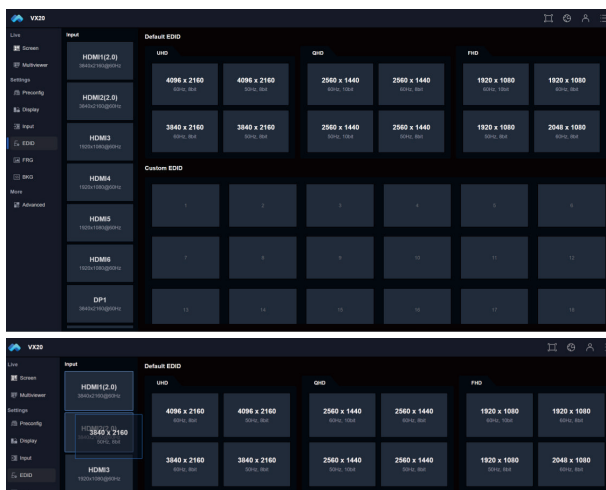 VX20
Live
Input
Default EDID
Screen
UHD
QHD
FHD
Multiviewer
HDMI1(2.0)
3840x2160@60Hz
Settings
Preconfig
4096 x 2160
60Hz, 8bit
4096 x 2160
50Hz, 8bit
2560 x 1440
60Hz, 10bit
2560 x 1440
60Hz, 8bit
1920 x 1080
60Hz, 10bit
1920 x 1080
60Hz, 8bit
HDMI2(2.0)
3840x2160@60Hz
Display
Input
3840 x 2160
60Hz, 8bit
3840 x 2160
50Hz, 8bit
2560 x 1440
50Hz, 10bit
2560 x 1440
50Hz, 8bit
1920 x 1080
50Hz, 8bit
2048 x 1080
60Hz, 8bit
HDMI3
1920x1080@60Hz
EDID
FRG
Custom EDID
BKG
HDMI4
1920x1080@60Hz
More
Advanced
1 2 3 4 5 6
HDMI5
1920x1080@60Hz
HDMI6
1920x1080@60Hz
7 8 9 10 11 12
DP1
3840x2160@60Hz
13 14 15 16 17 18
VX20
Live
Input
Default EDID
Screen
UHD
QHD
FHD
Multiviewer
HDMI1(2.0)
3840x2160@60Hz
Settings
Preconfig
4096 x 2160
60Hz, 8bit
4096 x 2160
50Hz, 8bit
2560 x 1440
60Hz, 10bit
2560 x 1440
60Hz, 8bit
1920 x 1080
60Hz, 10bit
1920 x 1080
60Hz, 8bit
HDMI2(2.0)
3840 x 2160
50Hz, 8bit
Display
Input
3840 x 2160
60Hz, 8bit
3840 x 2160
50Hz, 8bit
2560 x 1440
50Hz, 10bit
2560 x 1440
50Hz, 8bit
1920 x 1080
50Hz, 8bit
2048 x 1080
60Hz, 8bit
HDMI3
1920x1080@60Hz
EDID